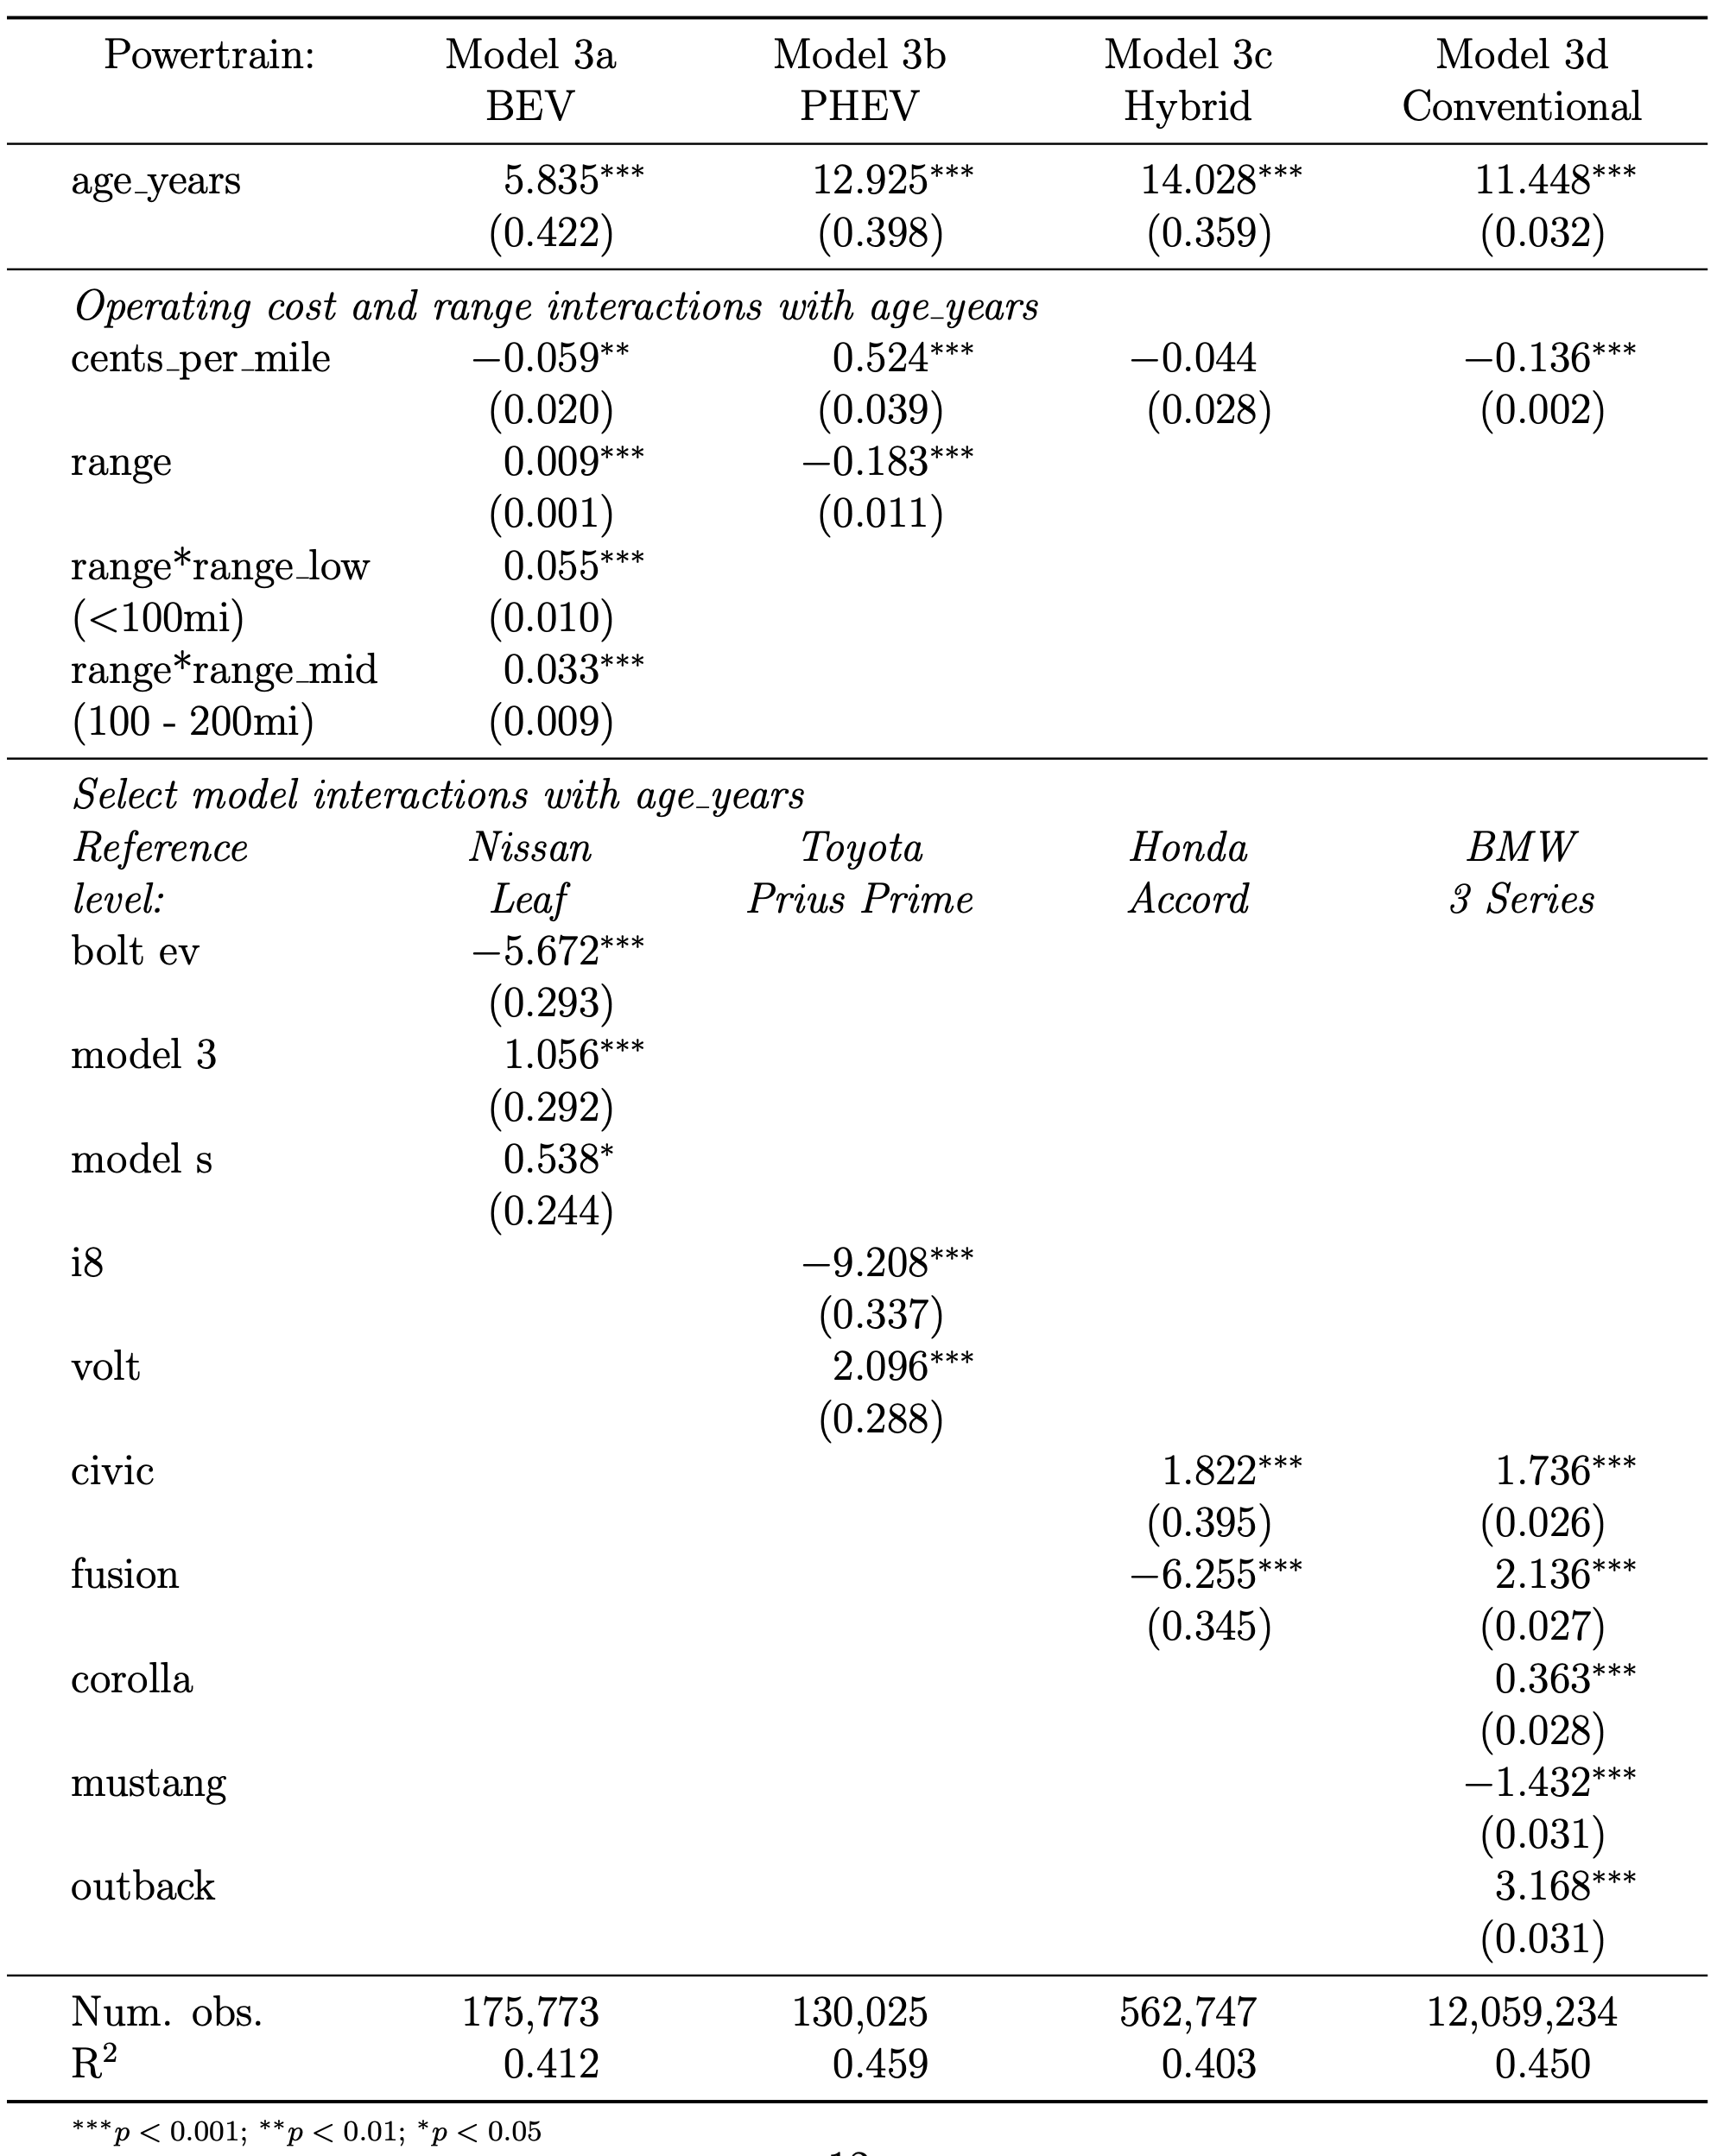 Powertrain: Model 3a Model 3b Model 3c Model 3d
BEV PHEV Hybrid Conventional
age_years 5.835*** 12.925*** 14.028*** 11.448***
(0.422) (0.398) (0.359) (0.032)
Operating cost and range interactions with age_years
cents_per_mile −0.059** 0.524*** −0.044 −0.136***
(0.020) (0.039) (0.028) (0.002)
range 0.009*** −0.183***
(0.001) (0.011)
range*range_low 0.055***
(<100mi) (0.010)
range*range_mid 0.033***
(100 - 200mi) (0.009)
Select model interactions with age_years
Reference Nissan Toyota Honda BMW
level: Leaf Prius Prime Accord 3 Series
bolt ev −5.672***
(0.293)
model 3 1.056***
(0.292)
model s 0.538*
(0.244)
i8 −9.208***
(0.337)
volt 2.096***
(0.288)
civic 1.822*** 1.736***
(0.395) (0.026)
fusion −6.255*** 2.136***
(0.345) (0.027)
corolla 0.363***
(0.028)
mustang −1.432***
(0.031)
outback 3.168***
(0.031)
Num. obs. 175,773 130,025 562,747 12,059,234
R² 0.412 0.459 0.403 0.450
***p < 0.001; **p < 0.01; *p < 0.05